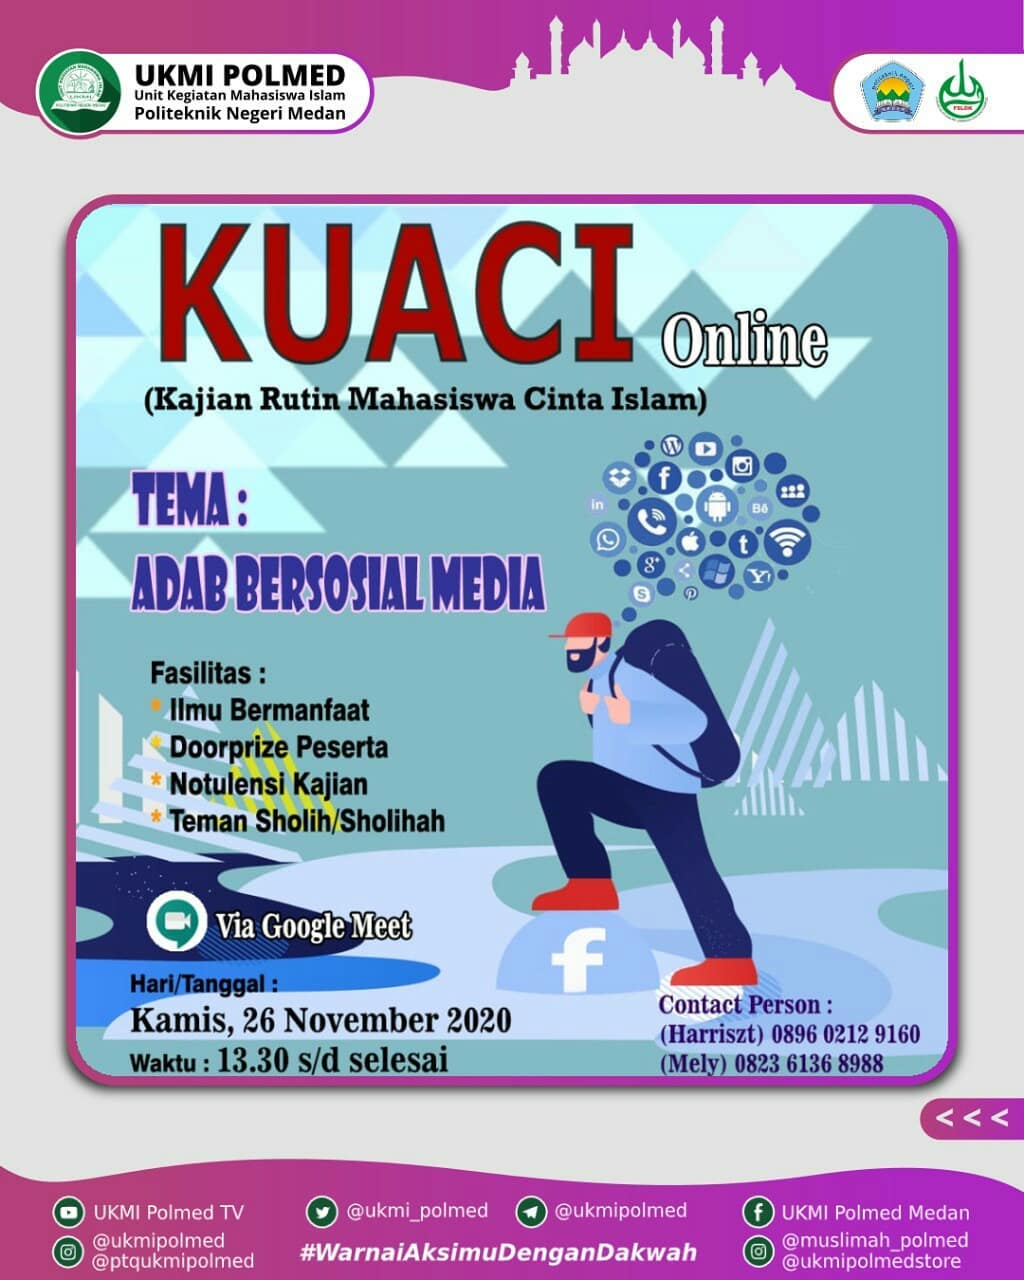 UKMI POLMED
Unit Kegiatan Mahasiswa Islam
Politeknik Negeri Medan
KUACI
Online
(Kajian Rutin Mahasiswa Cinta Islam)
TEMA :
ADAB BERSOSIAL MEDIA
Fasilitas :
* Ilmu Bermanfaat
* Doorprize Peserta
* Notulensi Kajian
* Teman Sholih/Sholihah
Via Google Meet
Hari/Tanggal :
Kamis, 26 November 2020
Waktu : 13.30 s/d selesai
Contact Person :
(Harriszt) 0896 0212 9160
(Mely) 0823 6136 8988
< < <
UKMI Polmed TV
@ukmi_polmed
@ukmipolmed
UKMI Polmed Medan
@ukmipolmed
@ptqukmipolmed
#WarnaiAksimuDenganDakwah
@muslimah_polmed
@ukmipolmedstore